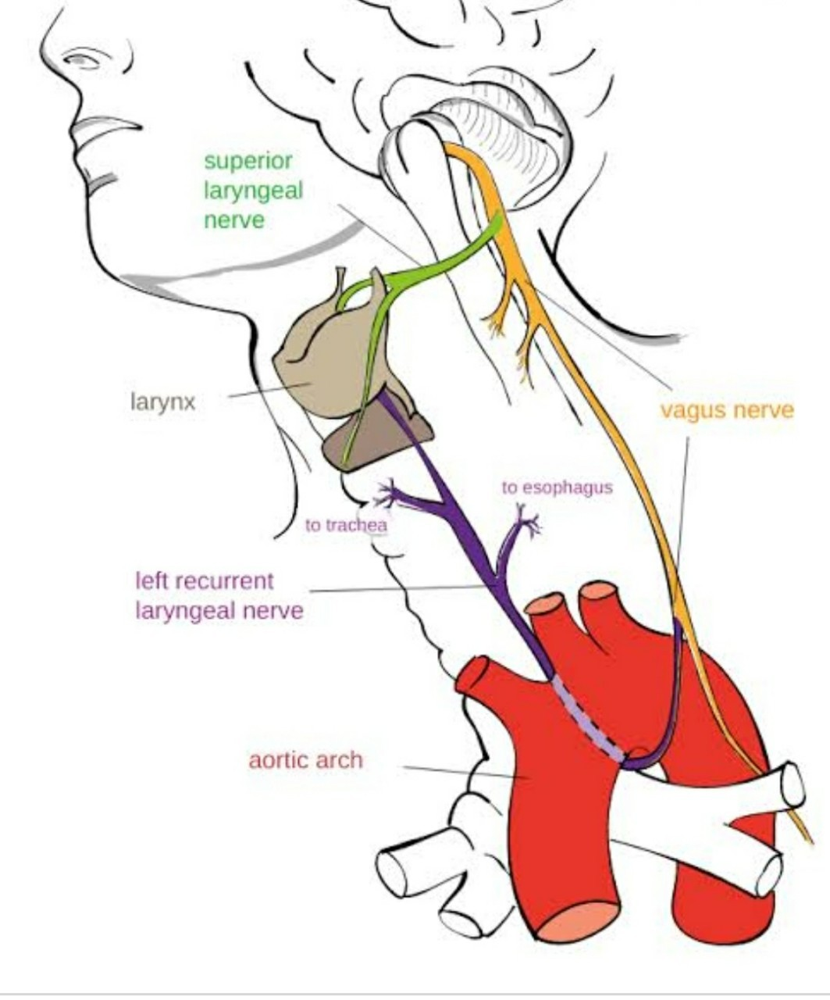 superior
laryngeal
nerve
larynx
vagus nerve
to esophagus
to trachea
left recurrent
laryngeal nerve
aortic arch